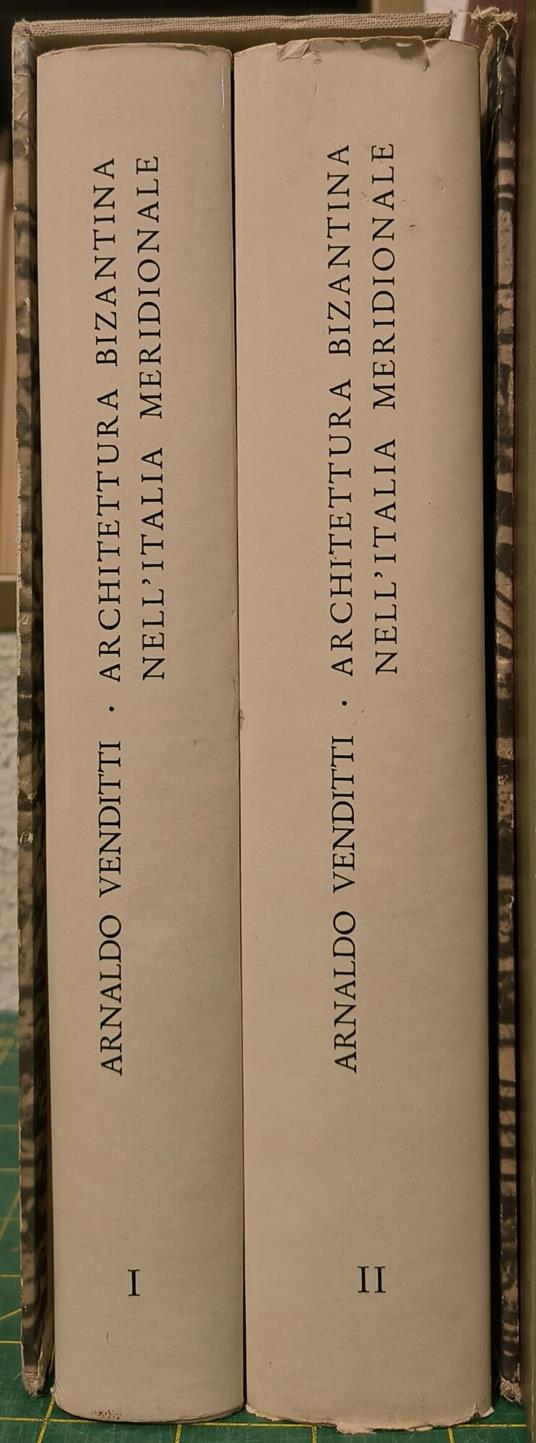 ARNALDO VENDITTI · ARCHITETTURA BIZANTINA
NELL'ITALIA MERIDIONALE
I
ARNALDO VENDITTI · ARCHITETTURA BIZANTINA
NELL'ITALIA MERIDIONALE
II